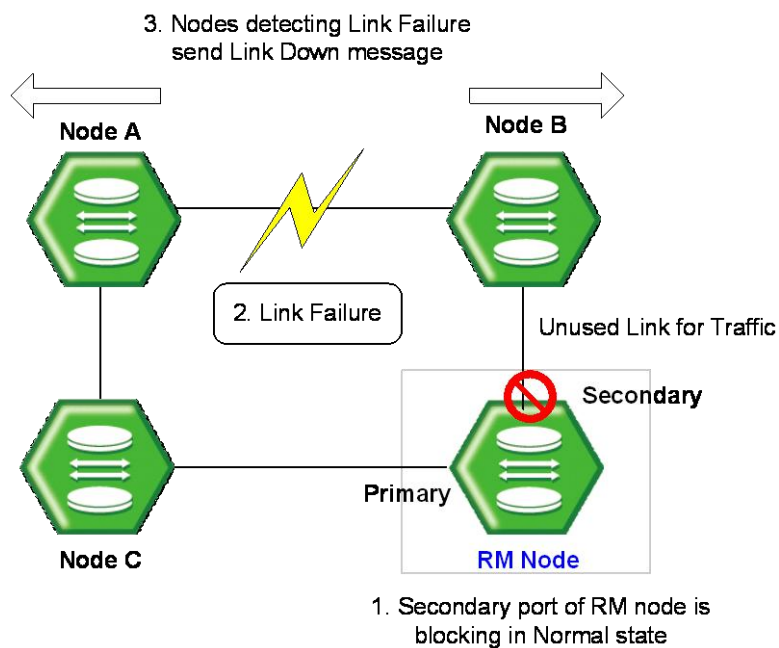 3. Nodes detecting Link Failure
send Link Down message
Node A
Node B
2. Link Failure
Unused Link for Traffic
Secondary
Primary
Node C
RM Node
1. Secondary port of RM node is
blocking in Normal state